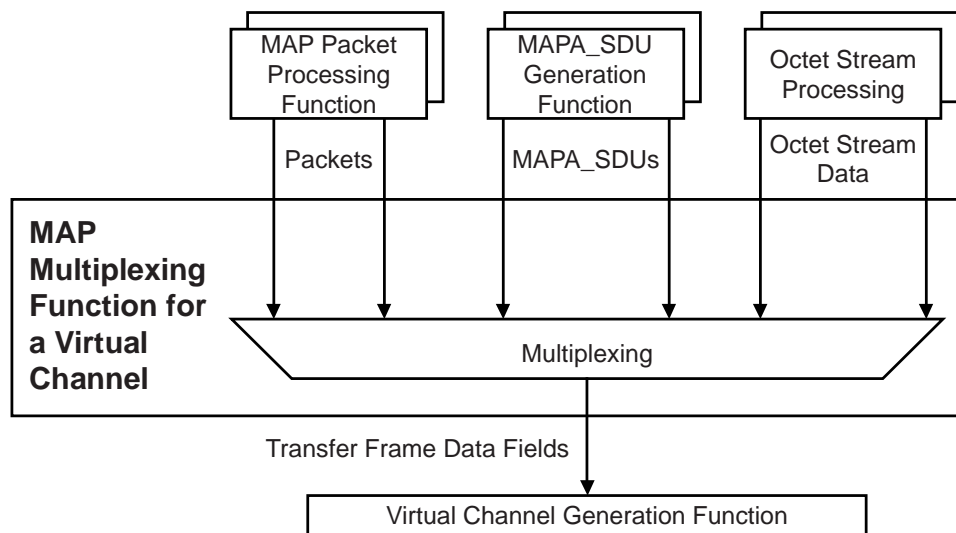 MAP Packet
Processing
Function
MAPA_SDU
Generation
Function
Octet Stream
Processing
Packets
MAPA_SDUs
Octet Stream
Data
MAP
Multiplexing
Function for
a Virtual
Channel
Multiplexing
Transfer Frame Data Fields
Virtual Channel Generation Function